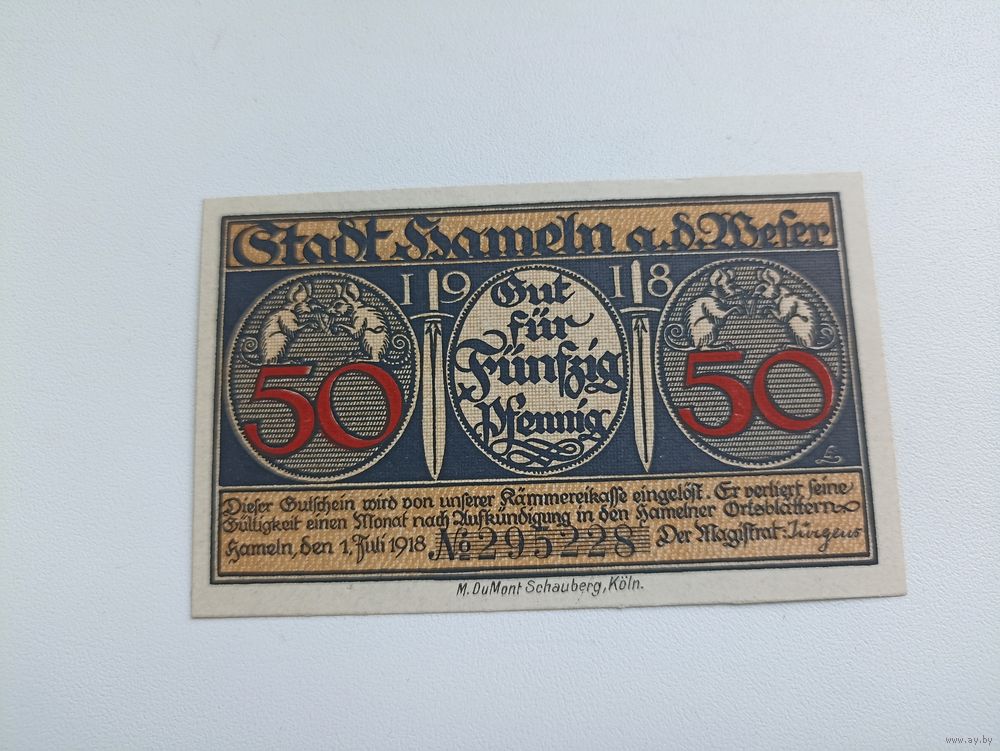 Stadt Hameln a.d. Weser
1918
Gut
für
Fünfzig
Pfennig
50
50
Dieser Gutschein wird von unserer Kämmereikasse eingelöst. Er verliert seine
Gültigkeit einen Monat nach Aufkündigung in den Hamelner Ortsblättern
Hameln, den 1. Juli 1918 No 295228 Der Magistrat: Jürgens
M. DuMont Schauberg, Köln.
www.ay.by